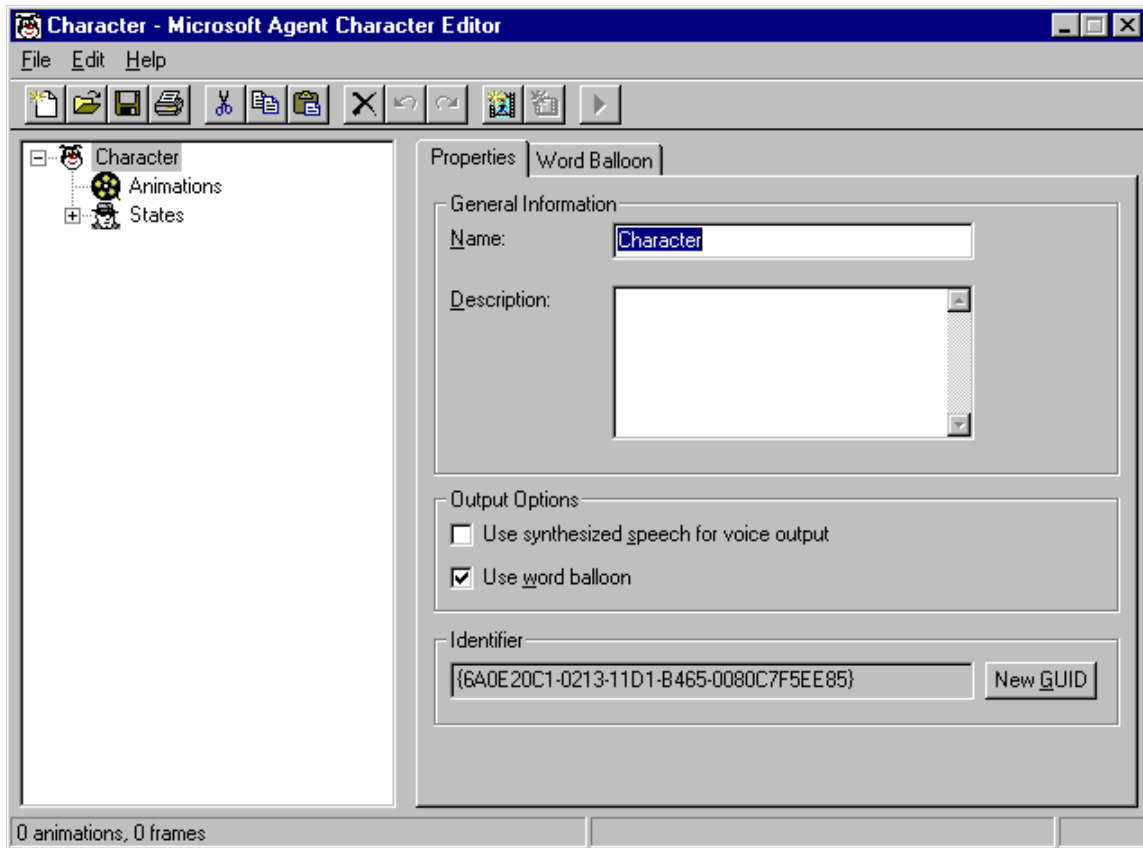 Character - Microsoft Agent Character Editor
File Edit Help
Character
Animations
States
Properties
Word Balloon
General Information
Name:
Character
Description:
Output Options
Use synthesized speech for voice output
Use word balloon
Identifier
{6A0E20C1-0213-11D1-B465-0080C7F5EE85}
New GUID
0 animations, 0 frames